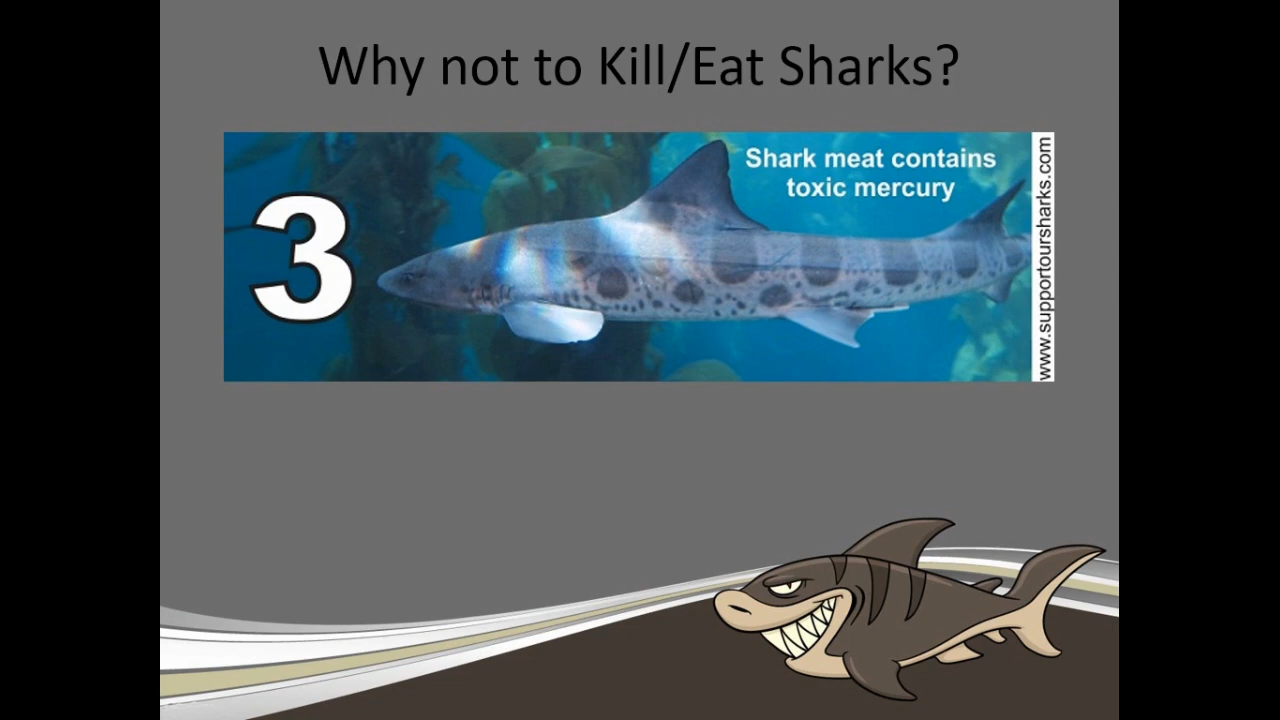 Why not to Kill/Eat Sharks?
3
Shark meat contains
toxic mercury
www.supportoursharks.com